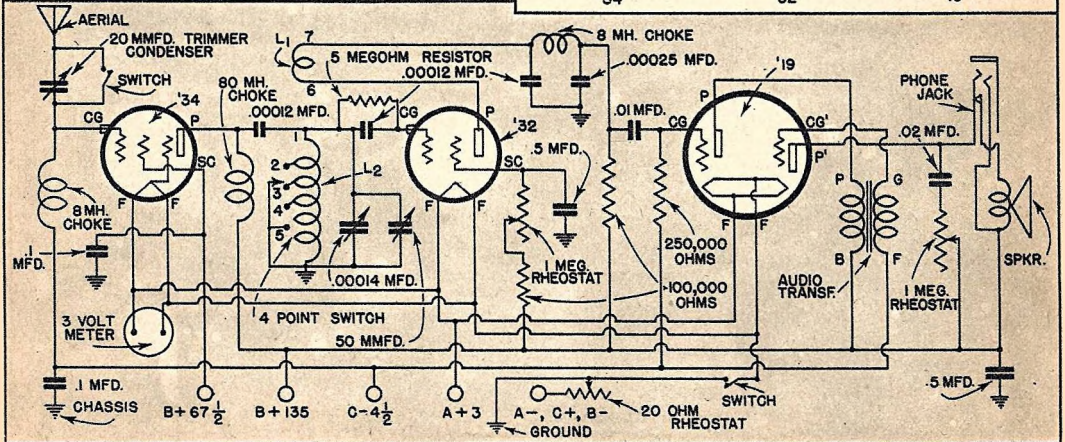 34
32
19
AERIAL
20 MMFD. TRIMMER
CONDENSER
SWITCH
'34
CG
P
SC
F
F
8 MH.
CHOKE
.1
MFD.
3 VOLT
METER
.1 MFD.
CHASSIS
80 MH.
CHOKE
.00012 MFD.
L1
7
6
5 MEGOHM RESISTOR
.00012 MFD.
1
2
3
4
5
L2
.00014 MFD.
4 POINT SWITCH
50 MMFD.
8 MH. CHOKE
.00025 MFD.
CG
P
'32
SC
F
F
.5 MFD.
1 MEG.
RHEOSTAT
.01 MFD.
250,000
OHMS
100,000
OHMS
'19
P
CG
CG'
P'
F
F
PHONE
JACK
.02 MFD.
P
G
B
F
AUDIO
TRANSF.
1 MEG.
RHEOSTAT
SPKR.
.5 MFD.
B+ 67 1/2
B+135
C-4 1/2
A+3
A-, C+, B-
GROUND
20 OHM
RHEOSTAT
SWITCH